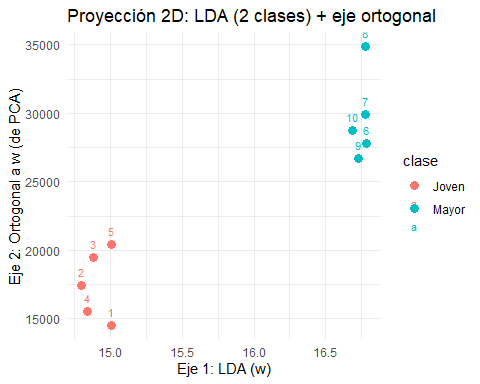 Proyección 2D: LDA (2 clases) + eje ortogonal
Eje 2: Ortogonal a w (de PCA)
35000
30000
25000
20000
15000
8
7
10
6
9
5
3
2
4
1
15.0
15.5
16.0
16.5
Eje 1: LDA (w)
clase
a
Joven
a
Mayor